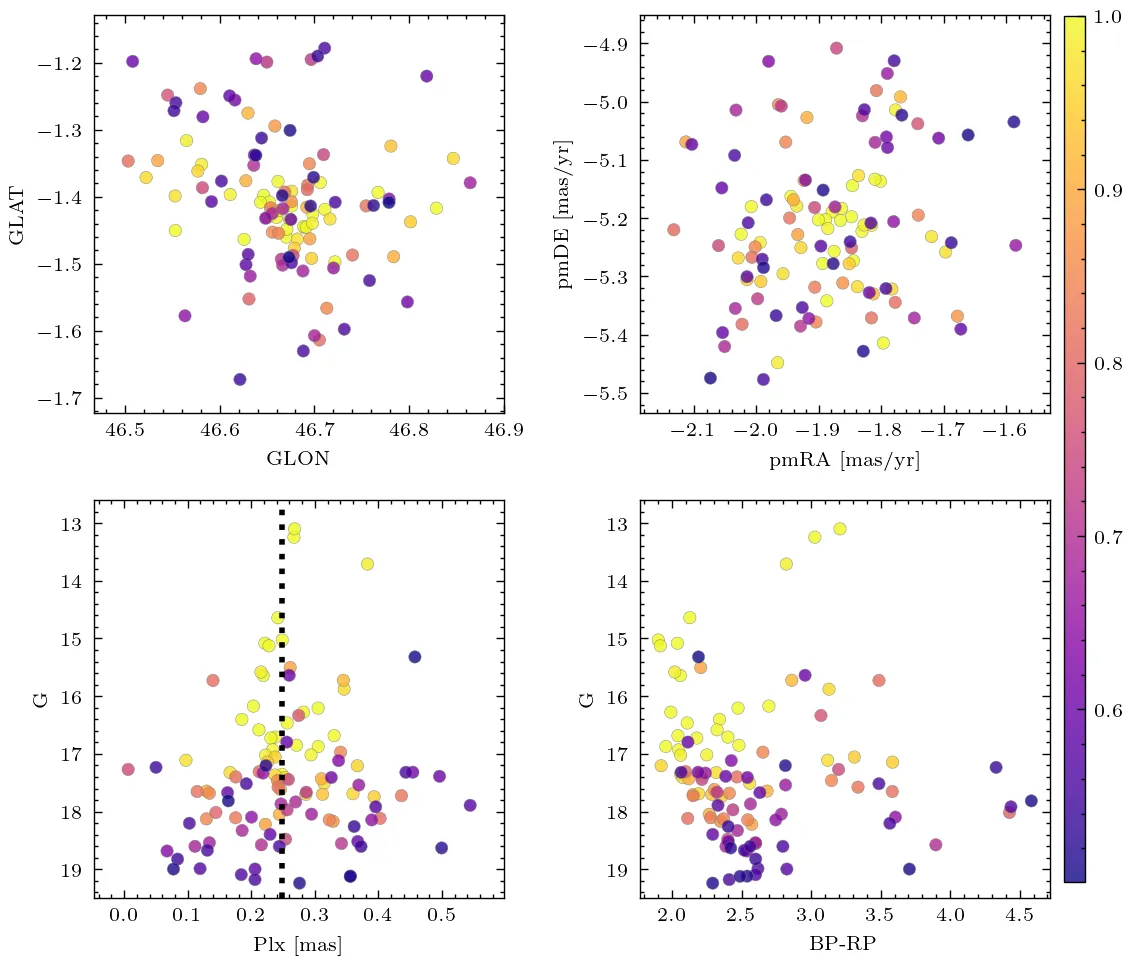 −1.2
−1.3
−1.4
−1.5
−1.6
−1.7
GLAT
46.5 46.6 46.7 46.8 46.9
GLON
−4.9
−5.0
−5.1
−5.2
−5.3
−5.4
−5.5
pmDE [mas/yr]
−2.1 −2.0 −1.9 −1.8 −1.7 −1.6
pmRA [mas/yr]
1.0
0.9
0.8
0.7
0.6
13
14
15
16
17
18
19
G
0.0 0.1 0.2 0.3 0.4 0.5
Plx [mas]
13
14
15
16
17
18
19
G
2.0 2.5 3.0 3.5 4.0 4.5
BP-RP